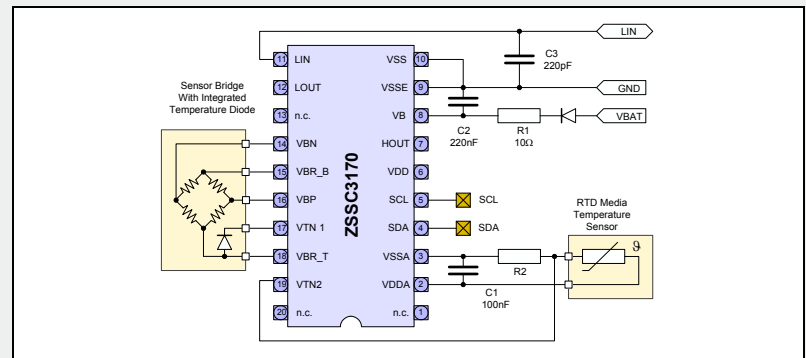 LIN
C3
220pF
GND
VBAT
R1
10Ω
C2
220nF
Sensor Bridge
With Integrated
Temperature Diode
ZSSC3170
11 LIN
12 LOUT
13 n.c.
14 VBN
15 VBR_B
16 VBP
17 VTN 1
18 VBR_T
19 VTN2
20 n.c.
VSS 10
VSSE 9
VB 8
HOUT 7
VDD 6
SCL 5
SDA 4
VSSA 3
VDDA 2
n.c. 1
SCL
SDA
RTD Media
Temperature
Sensor
ϑ
R2
C1
100nF